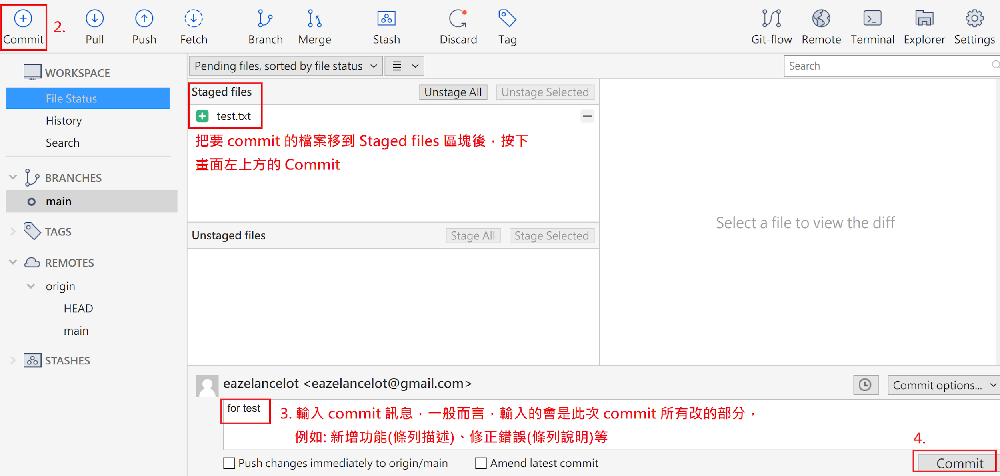 Commit
2.
Pull
Push
Fetch
Branch
Merge
Stash
Discard
Tag
Git-flow
Remote
Terminal
Explorer
Settings
WORKSPACE
File Status
History
Search
BRANCHES
main
TAGS
REMOTES
origin
HEAD
main
STASHES
Pending files, sorted by file status
Search
Staged files
Unstage All
Unstage Selected
test.txt
把要 commit 的檔案移到 Staged files 區塊後，按下
畫面左上方的 Commit
Unstaged files
Stage All
Stage Selected
Select a file to view the diff
eazelancelot <eazelancelot@gmail.com>
Commit options...
for test
3. 輸入 commit 訊息，一般而言，輸入的會是此次 commit 所有改的部分，
例如: 新增功能(條列描述)、修正錯誤(條列說明)等
4.
Push changes immediately to origin/main
Amend latest commit
Commit